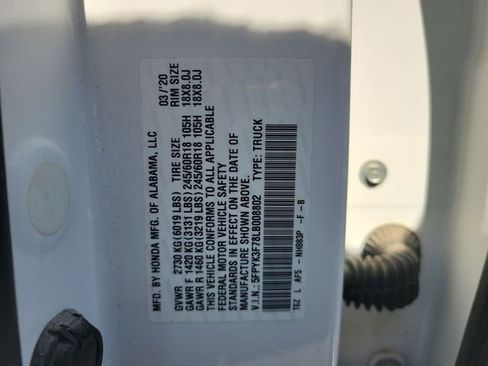 MFD. BY HONDA MFG. OF ALABAMA, LLC 03/'20
GVWR 2730 KG(6019 LBS) TIRE SIZE RIM SIZE
GAWR F 1420 KG(3131 LBS) 245/60R18 105H 18X8.0J
GAWR R 1460 KG(3219 LBS) 245/60R18 105H 18X8.0J
THIS VEHICLE CONFORMS TO ALL APPLICABLE
FEDERAL MOTOR VEHICLE SAFETY
STANDARDS IN EFFECT ON THE DATE OF
MANUFACTURE SHOWN ABOVE.
V.I.N.: 5FPYK3F78LB008802 TYPE: TRUCK
T6Z L AF5 - NH883P -F -B